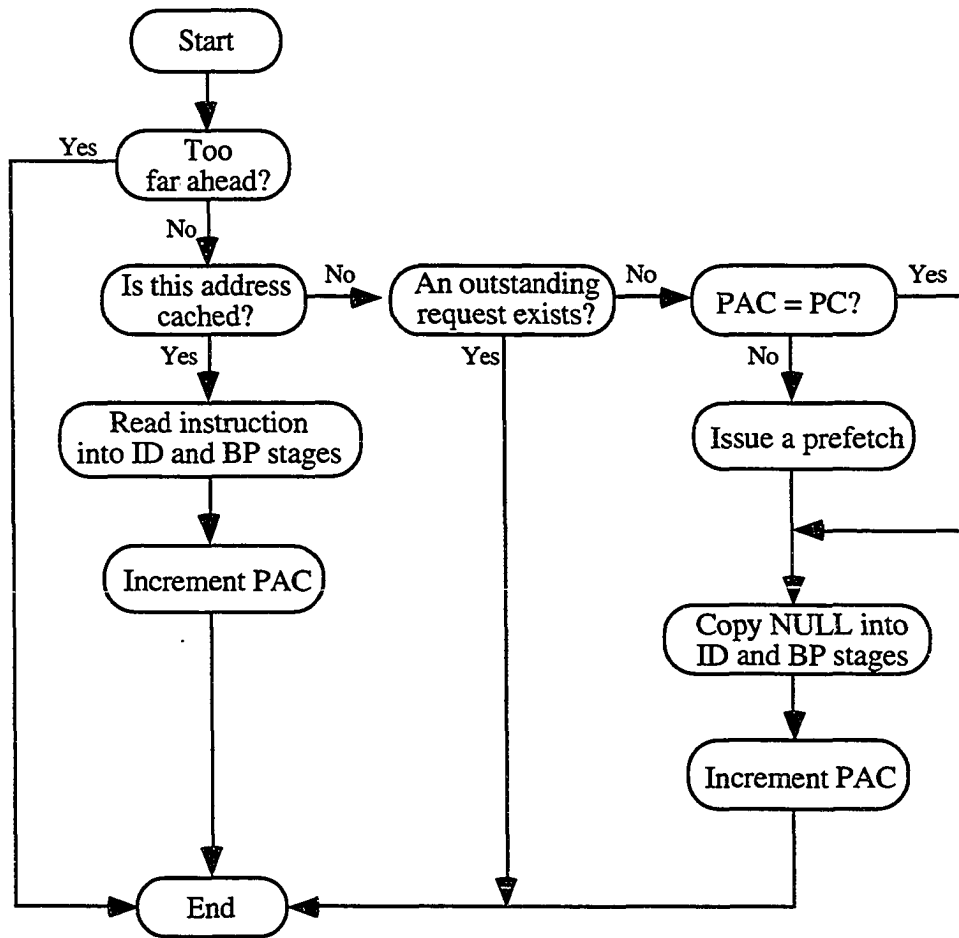 Start
Yes
Too
far ahead?
No
Is this address
cached?
No
An outstanding
request exists?
No
PAC = PC?
Yes
Yes
Yes
No
Read instruction
into ID and BP stages
Issue a prefetch
Increment PAC
Copy NULL into
ID and BP stages
Increment PAC
End